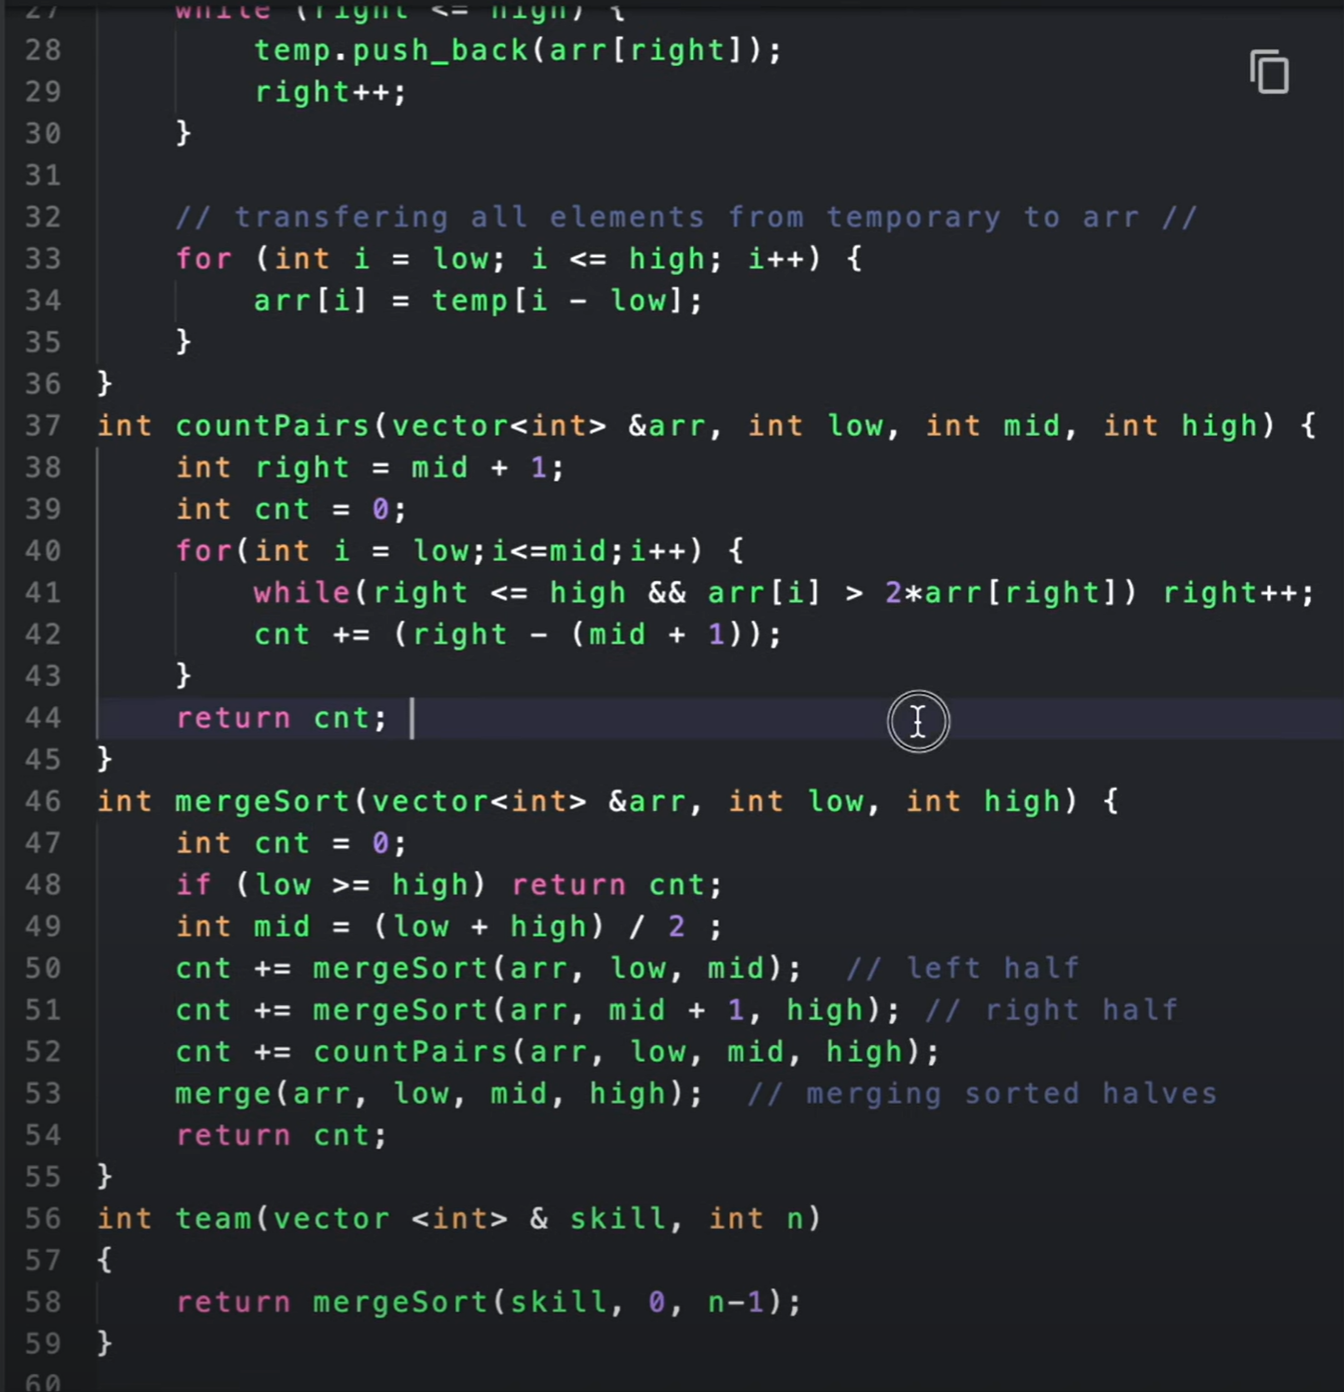 27 while (right <= high) {
28 temp.push_back(arr[right]);
29 right++;
30 }
31
32 // transfering all elements from temporary to arr //
33 for (int i = low; i <= high; i++) {
34 arr[i] = temp[i - low];
35 }
36 }
37 int countPairs(vector<int> &arr, int low, int mid, int high) {
38 int right = mid + 1;
39 int cnt = 0;
40 for(int i = low;i<=mid;i++) {
41 while(right <= high && arr[i] > 2*arr[right]) right++;
42 cnt += (right - (mid + 1));
43 }
44 return cnt;
45 }
46 int mergeSort(vector<int> &arr, int low, int high) {
47 int cnt = 0;
48 if (low >= high) return cnt;
49 int mid = (low + high) / 2 ;
50 cnt += mergeSort(arr, low, mid); // left half
51 cnt += mergeSort(arr, mid + 1, high); // right half
52 cnt += countPairs(arr, low, mid, high);
53 merge(arr, low, mid, high); // merging sorted halves
54 return cnt;
55 }
56 int team(vector <int> & skill, int n)
57 {
58 return mergeSort(skill, 0, n-1);
59 }
60